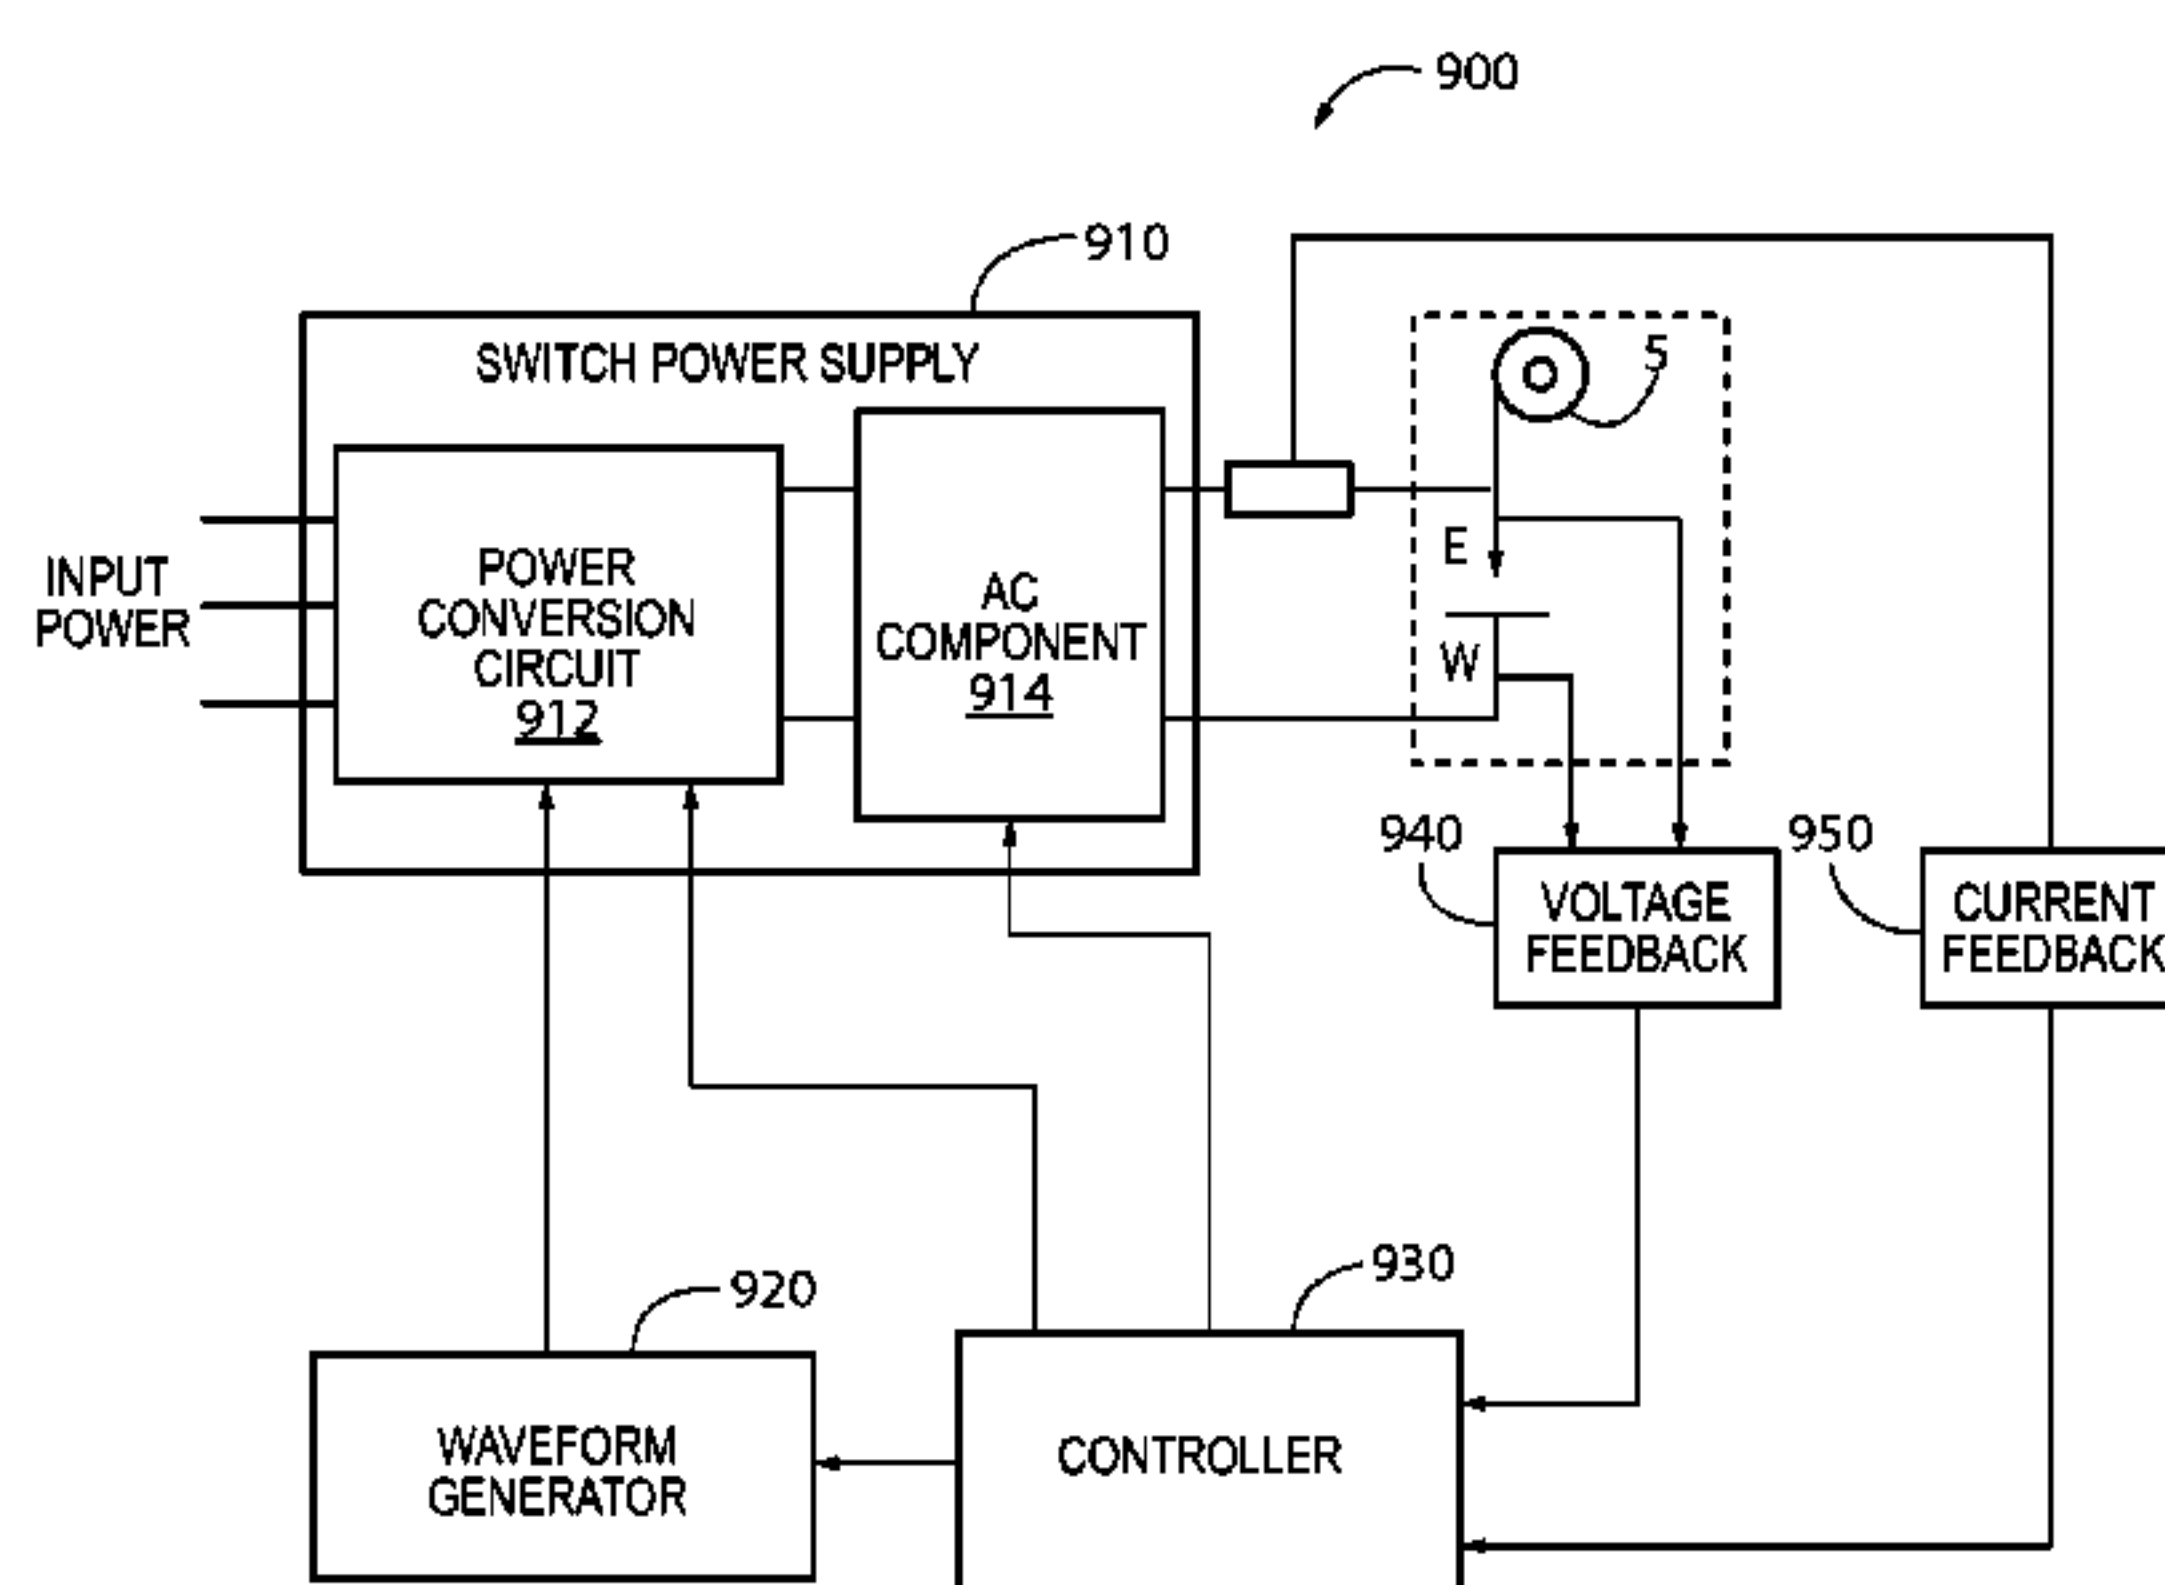 900
910
SWITCH POWER SUPPLY
5
INPUT
POWER
POWER
CONVERSION
CIRCUIT
912
AC
COMPONENT
914
E
W
940
950
VOLTAGE
FEEDBACK
CURRENT
FEEDBACK
920
930
WAVEFORM
GENERATOR
CONTROLLER